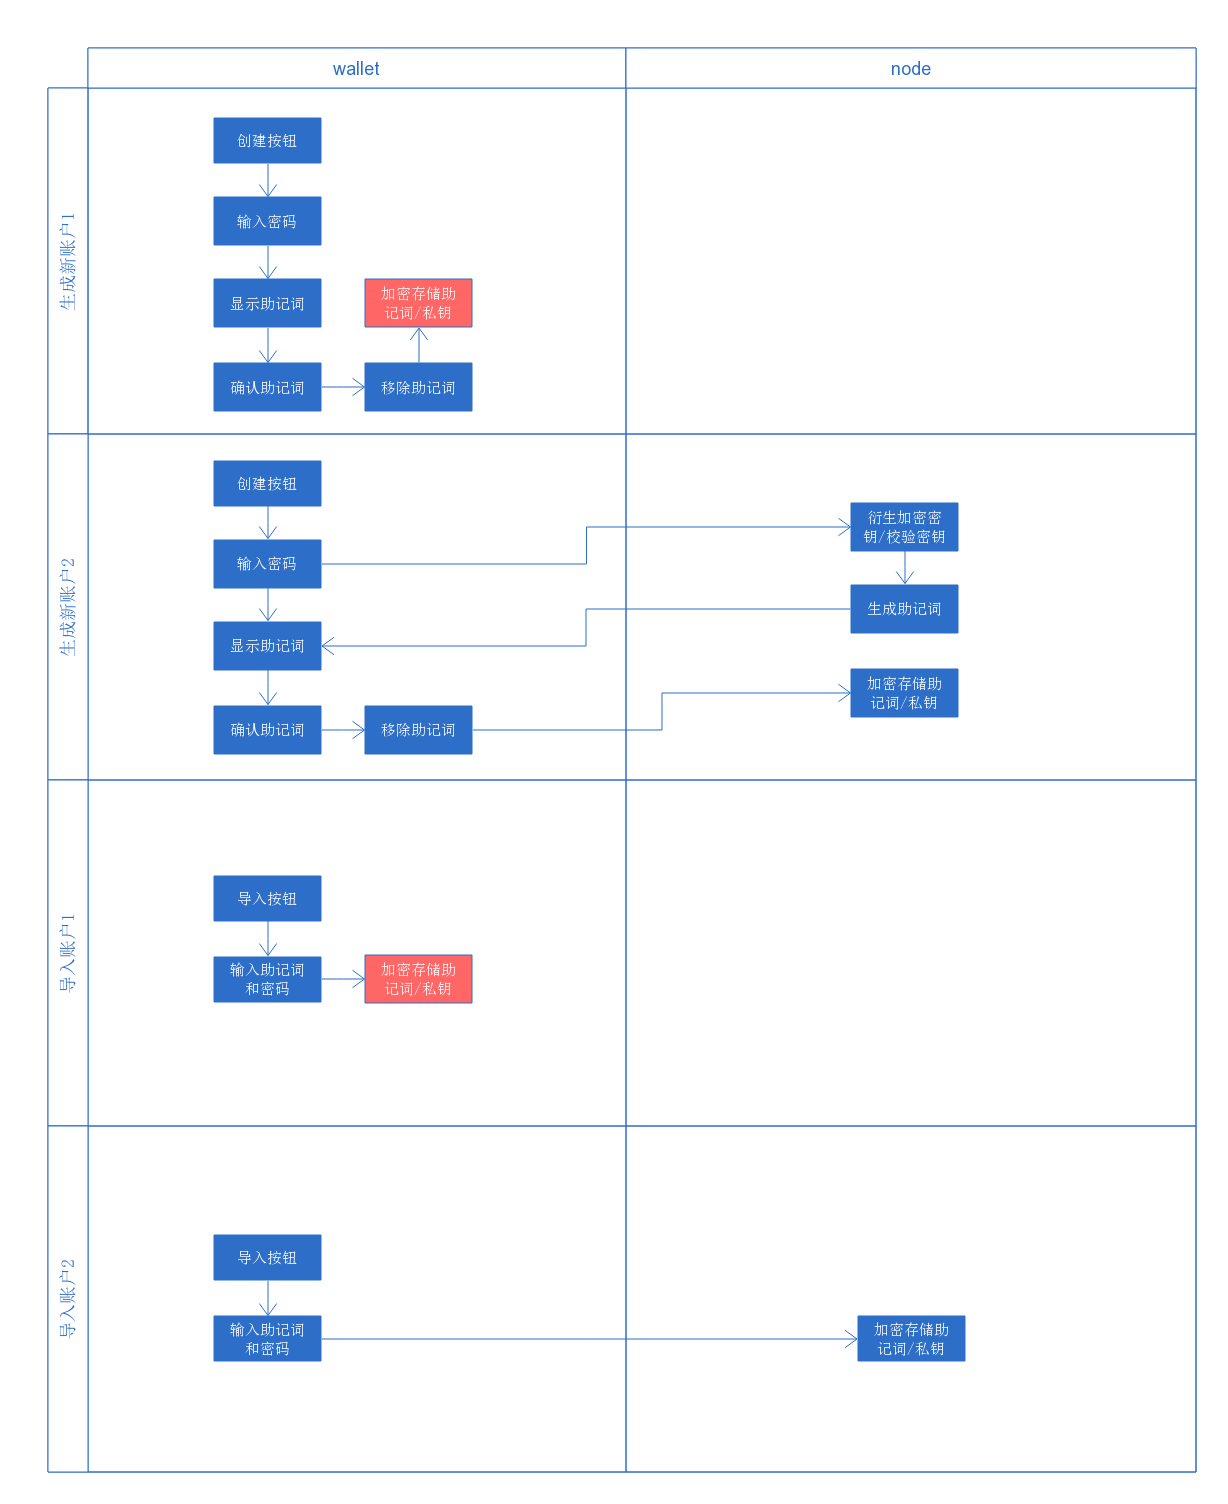 wallet
node
生成新账户1
创建按钮
输入密码
显示助记词
加密存储助
记词/私钥
确认助记词
移除助记词
生成新账户2
创建按钮
衍生加密密
钥/校验密钥
输入密码
生成助记词
显示助记词
加密存储助
记词/私钥
确认助记词
移除助记词
导入账户1
导入按钮
输入助记词
和密码
加密存储助
记词/私钥
导入账户2
导入按钮
输入助记词
和密码
加密存储助
记词/私钥